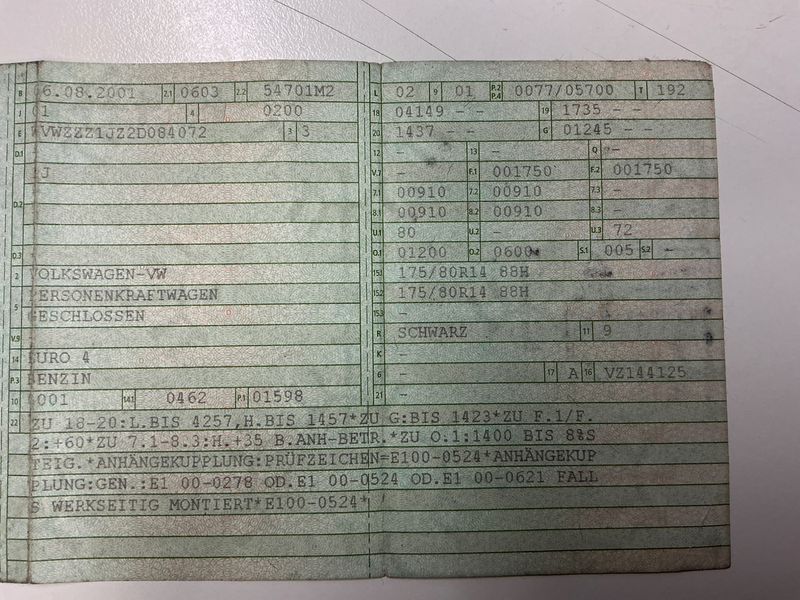 B 06.08.2001 2.1 0603 2.2 54701M2
J 01 4 0200
E WVWZZZ1JZ2D084072 3 3
D.1
1J
D.2
D.3
2 VOLKSWAGEN-VW
5 PERSONENKRAFTWAGEN
GESCHLOSSEN
V.9
14 EURO 4
P.3 BENZIN
10 0001 14.1 0462 P.1 01598
L 02 9 01 P.2 P.4 0077/05700 T 192
18 04149 - - 19 1735 - -
20 1437 - - G 01245 - -
12 - 13 - Q -
V.7 - F.1 001750 F.2 001750
7.1 00910 7.2 00910 7.3 -
8.1 00910 8.2 00910 8.3
U.1 80 U.2 - U.3 72
O.1 01200 O.2 0600 S.1 005 S.2 -
15.1 175/80R14 88H
15.2 175/80R14 88H
15.3 -
R SCHWARZ 11 9
K -
6 - 17 A 16 VZ144125
21 -
22 ZU 18-20:L.BIS 4257,H.BIS 1457*ZU G:BIS 1423*ZU F.1/F.
2:+60*ZU 7.1-8.3:H.+35 B.ANH-BETR.*ZU O.1:1400 BIS 8%S
TEIG.*ANHÄNGEKUPPLUNG:PRÜFZEICHEN=E100-0524*ANHÄNGEKUP
PLUNG:GEN.:E1 00-0278 OD.E1 00-0524 OD.E1 00-0621 FALL
S WERKSEITIG MONTIERT*E100-0524*